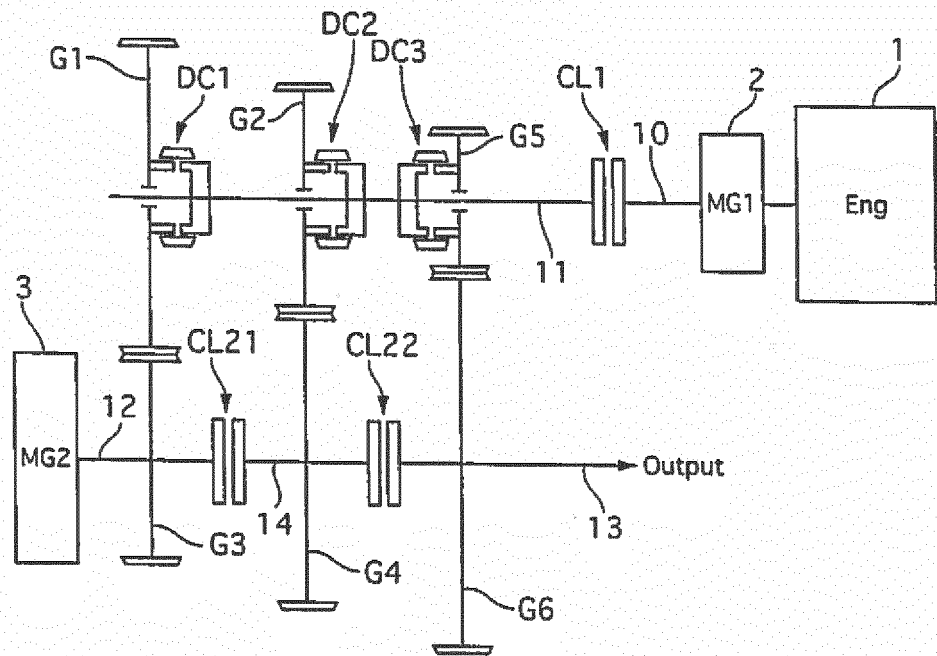 DC2
G1
DC1
DC3
CL1
1
2
G2
G5
10
MG1
Eng
11
3
CL21
CL22
12
MG2
14
Output
13
G3
G4
G6